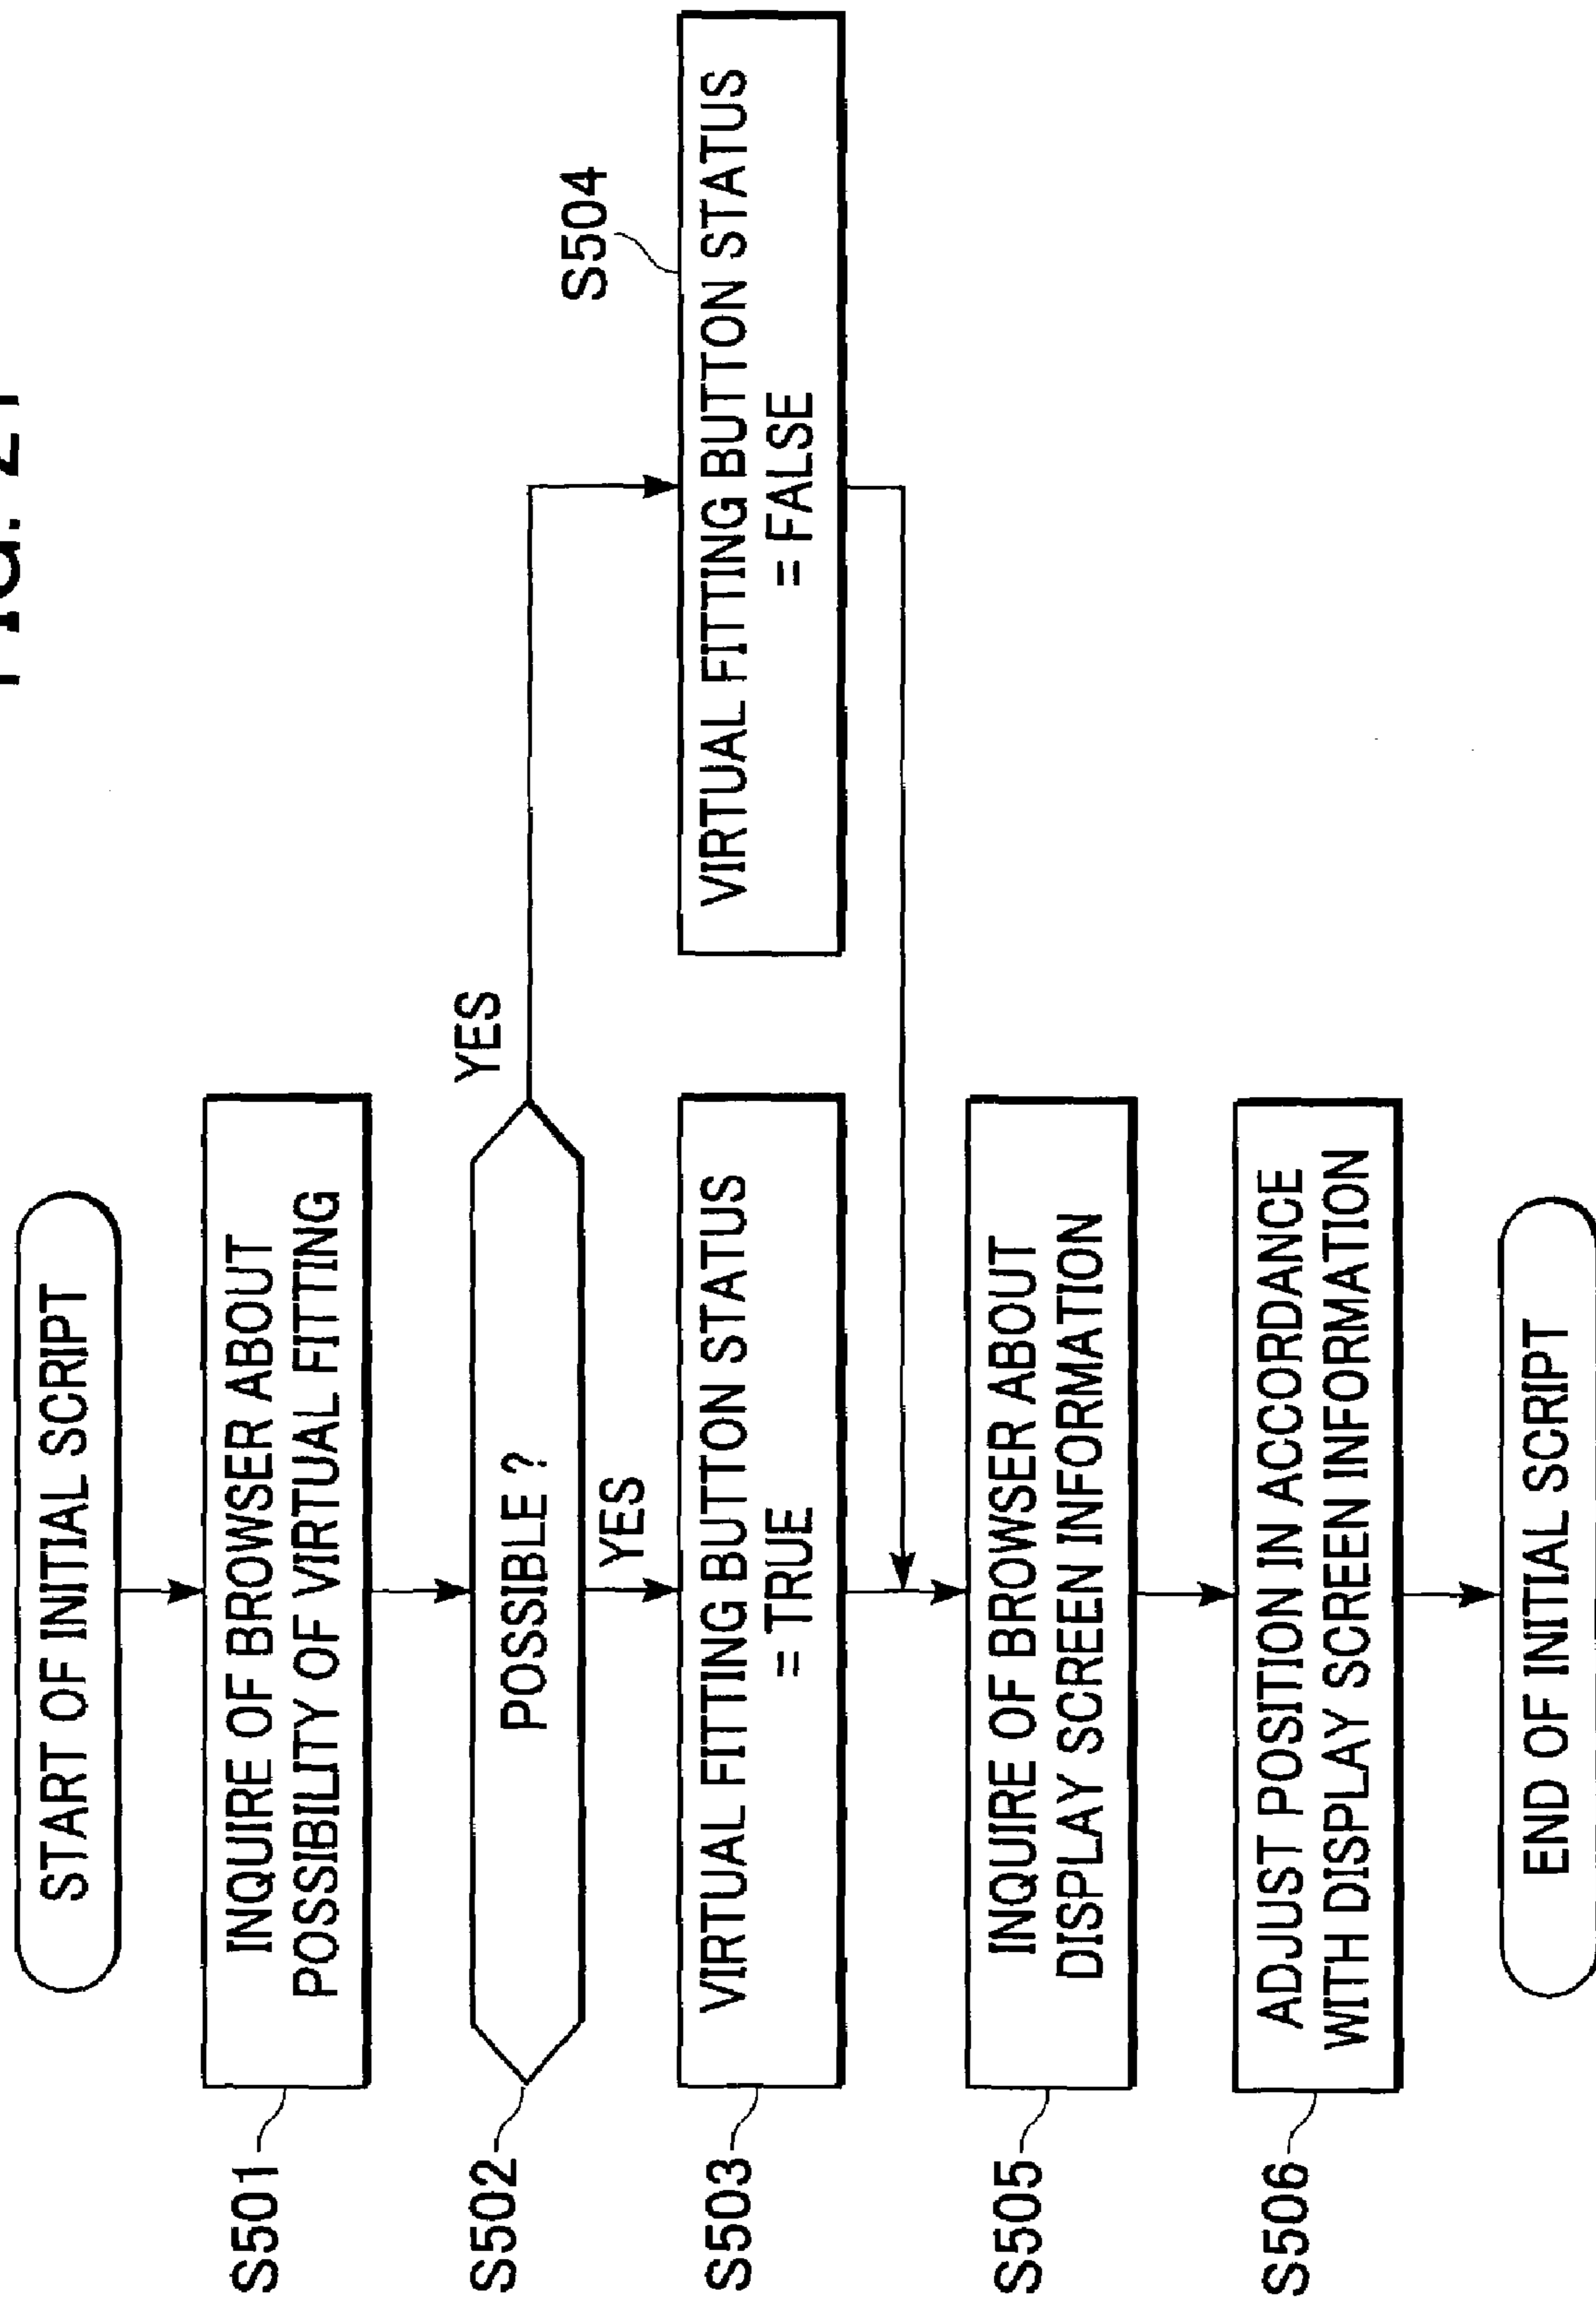 FIG. 21
START OF INITIAL SCRIPT
S501
INQUIRE OF BROWSER ABOUT
POSSIBILITY OF VIRTUAL FITTING
S502
POSSIBLE ?
YES
YES
S503
VIRTUAL FITTING BUTTON STATUS
= TRUE
S504
VIRTUAL FITTING BUTTON STATUS
= FALSE
S505
INQUIRE OF BROWSER ABOUT
DISPLAY SCREEN INFORMATION
S506
ADJUST POSITION IN ACCORDANCE
WITH DISPLAY SCREEN INFORMATION
END OF INITIAL SCRIPT